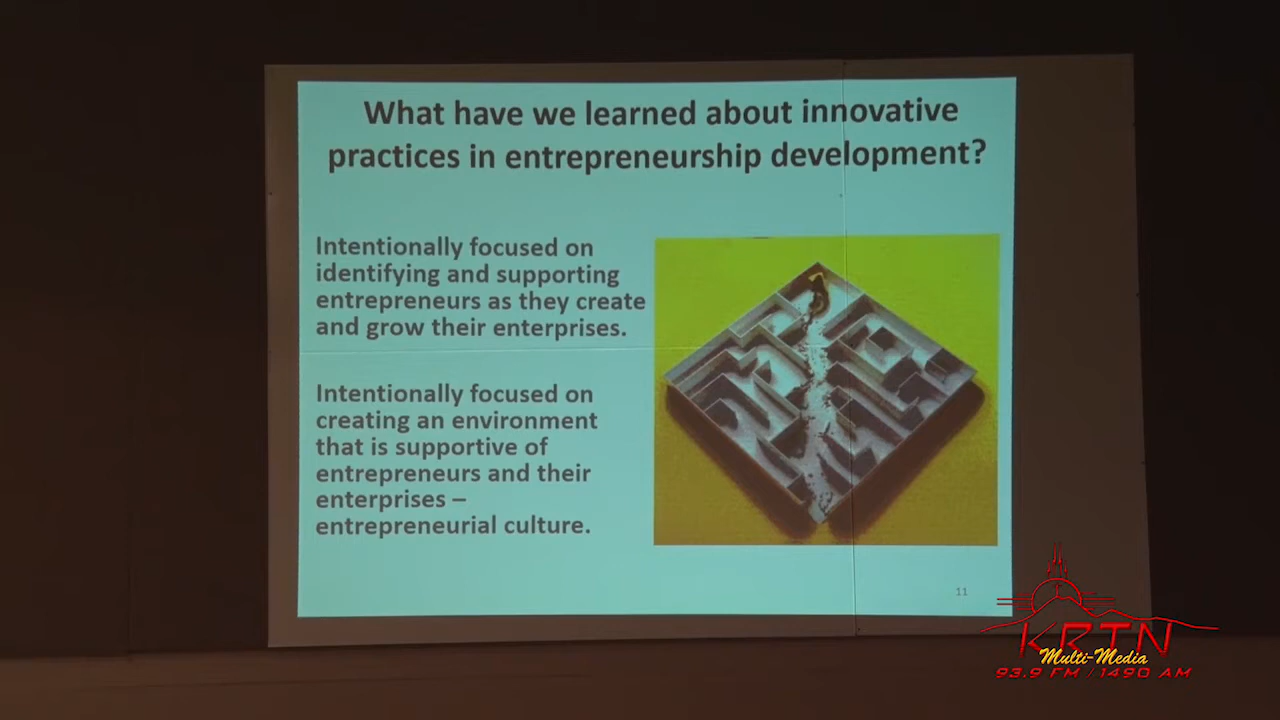 What have we learned about innovative
practices in entrepreneurship development?
Intentionally focused on
identifying and supporting
entrepreneurs as they create
and grow their enterprises.
Intentionally focused on
creating an environment
that is supportive of
entrepreneurs and their
enterprises –
entrepreneurial culture.
11
KRTN
Multi-Media
93.9 FM / 1490 AM